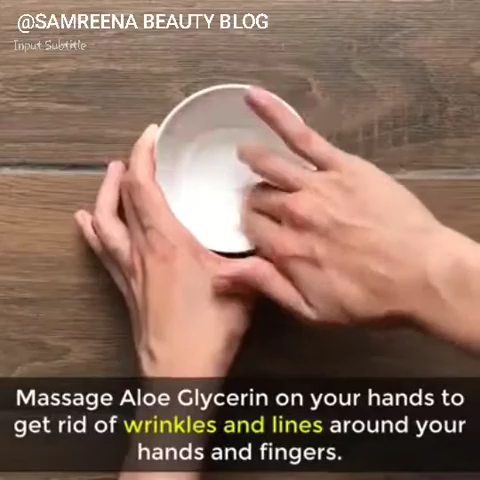 @SAMREENA BEAUTY BLOG
Input Subtitle
Massage Aloe Glycerin on your hands to
get rid of wrinkles and lines around your
hands and fingers.